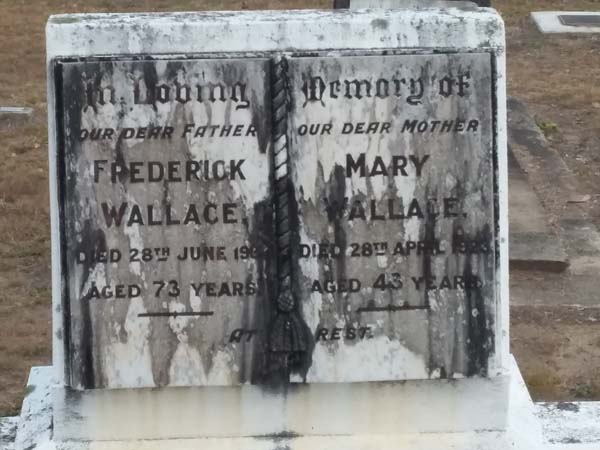 In Loving Memory of
OUR DEAR FATHER
FREDERICK
WALLACE.
DIED 28TH JUNE
AGED 73 YEARS.
OUR DEAR MOTHER
MARY
WALLACE.
DIED 28TH APRIL
AGED 43 YEARS.
AT REST.